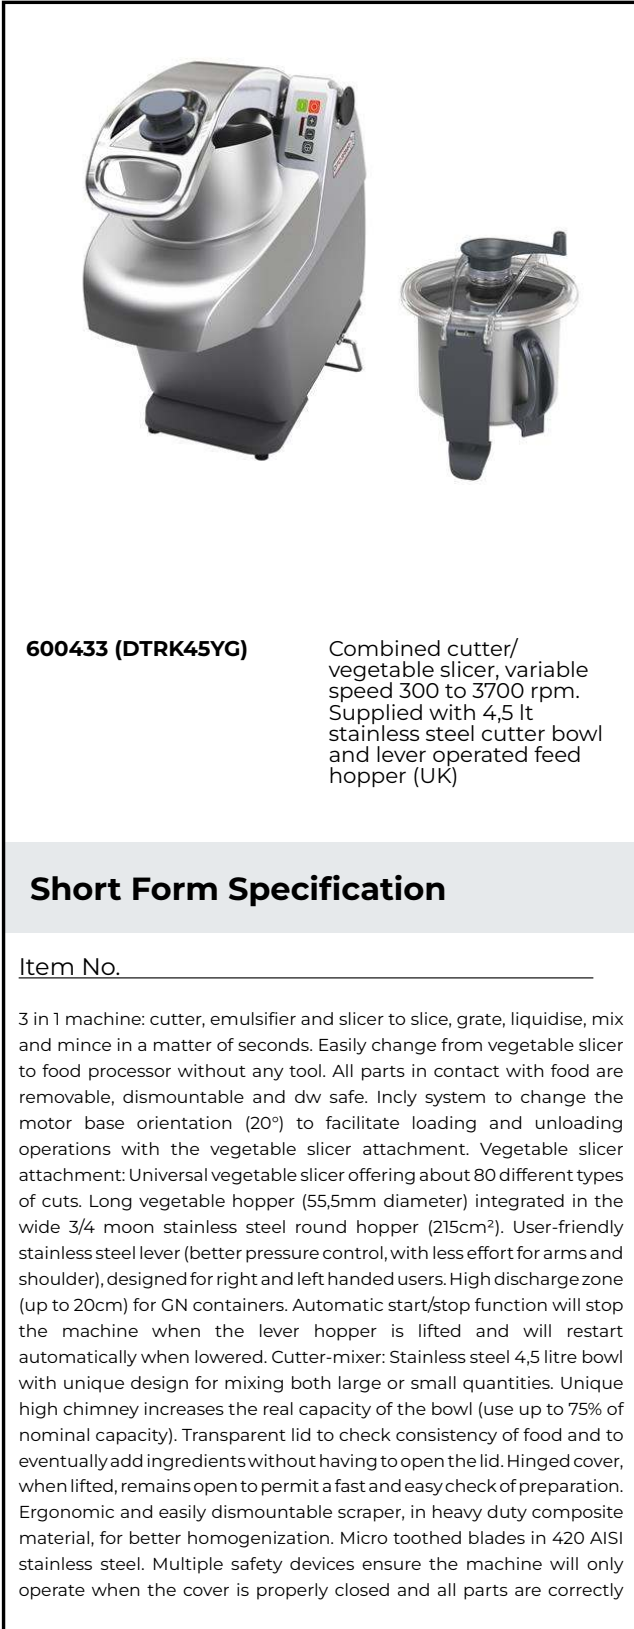 600433 (DTRK45YG)
Combined cutter/
vegetable slicer, variable
speed 300 to 3700 rpm.
Supplied with 4,5 lt
stainless steel cutter bowl
and lever operated feed
hopper (UK)
Short Form Specification
Item No.
3 in 1 machine: cutter, emulsifier and slicer to slice, grate, liquidise, mix
and mince in a matter of seconds. Easily change from vegetable slicer
to food processor without any tool. All parts in contact with food are
removable, dismountable and dw safe. Incly system to change the
motor base orientation (20°) to facilitate loading and unloading
operations with the vegetable slicer attachment. Vegetable slicer
attachment: Universal vegetable slicer offering about 80 different types
of cuts. Long vegetable hopper (55,5mm diameter) integrated in the
wide 3/4 moon stainless steel round hopper (215cm²). User-friendly
stainless steel lever (better pressure control, with less effort for arms and
shoulder), designed for right and left handed users. High discharge zone
(up to 20cm) for GN containers. Automatic start/stop function will stop
the machine when the lever hopper is lifted and will restart
automatically when lowered. Cutter-mixer: Stainless steel 4,5 litre bowl
with unique design for mixing both large or small quantities. Unique
high chimney increases the real capacity of the bowl (use up to 75% of
nominal capacity). Transparent lid to check consistency of food and to
eventually add ingredients without having to open the lid. Hinged cover,
when lifted, remains open to permit a fast and easy check of preparation.
Ergonomic and easily dismountable scraper, in heavy duty composite
material, for better homogenization. Micro toothed blades in 420 AISI
stainless steel. Multiple safety devices ensure the machine will only
operate when the cover is properly closed and all parts are correctly